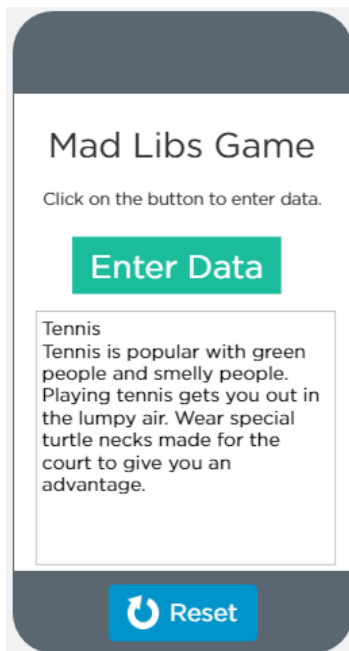 Mad Libs Game
Click on the button to enter data.
Enter Data
Tennis
Tennis is popular with green
people and smelly people.
Playing tennis gets you out in
the lumpy air. Wear special
turtle necks made for the
court to give you an
advantage.
Reset